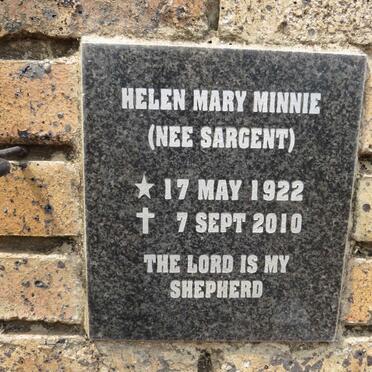 HELEN MARY MINNIE
(NEE SARGENT)
★ 17 MAY 1922
✝ 7 SEPT 2010
THE LORD IS MY
SHEPHERD